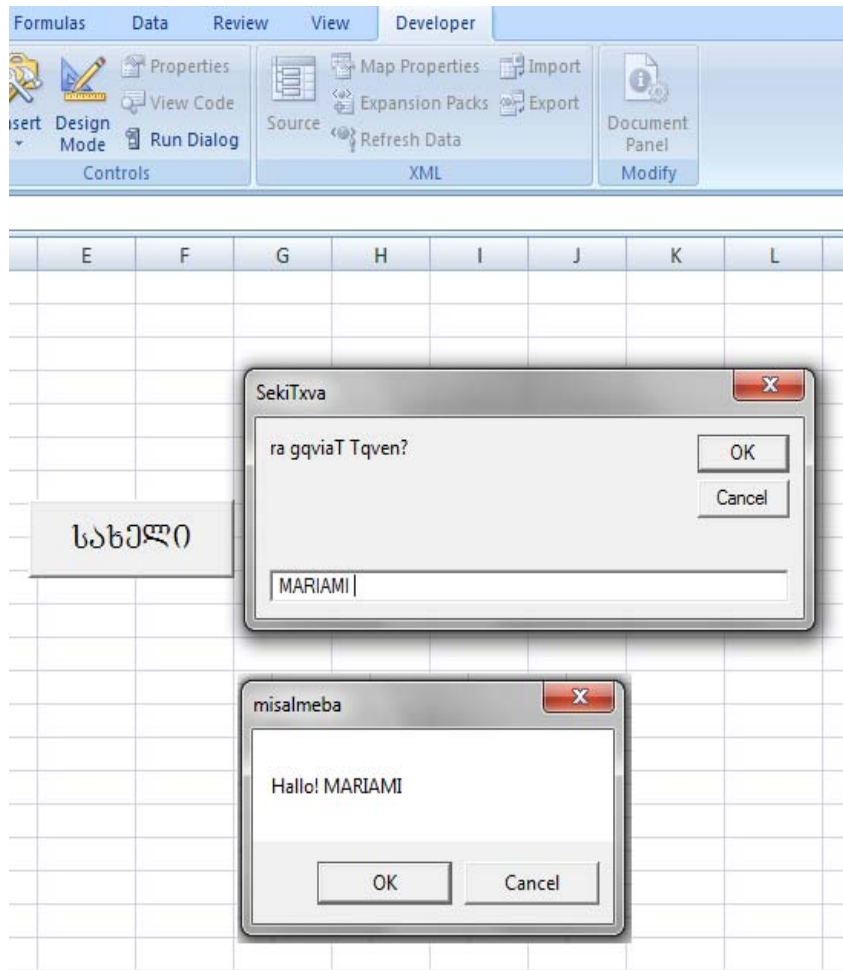 Formulas Data Review View Developer
Properties Map Properties Import
View Code Expansion Packs Export
Design Mode Run Dialog Source Refresh Data Document Panel
Controls XML Modify
E F G H I J K L
SekiTxva
ra gqviaT Tqven?
OK
Cancel
სახელი
MARIAMI
misalmeba
Hallo! MARIAMI
OK Cancel